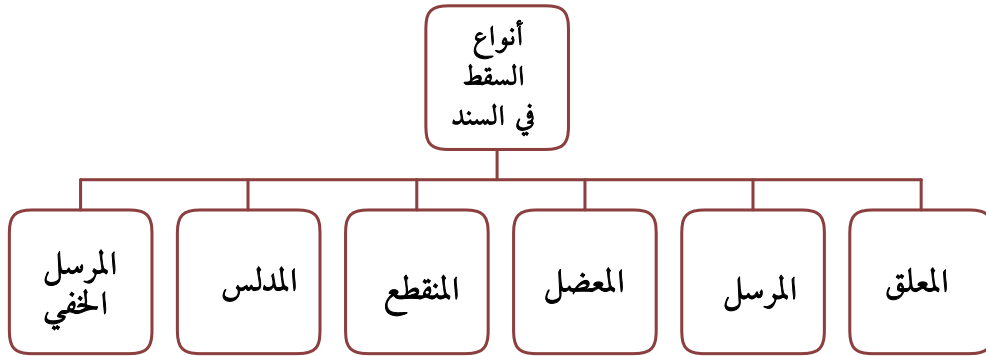 أنواع
السقط
في السند
المعلق
المرسل
المعضل
المنقطع
المدلس
المرسل
الخفي